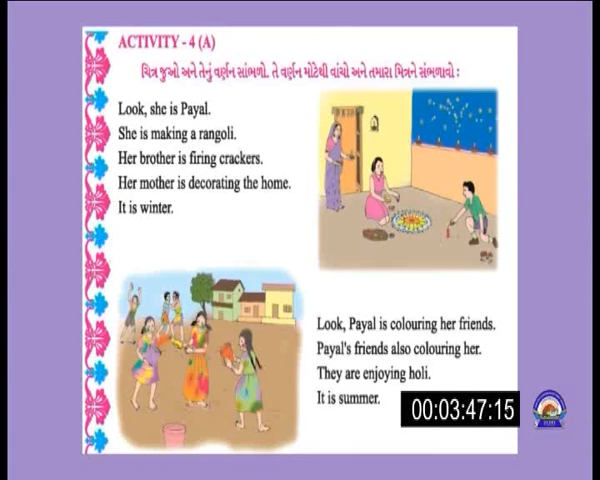 ACTIVITY - 4 (A)
ચિત્ર જુઓ અને તેનું વર્ણન સાંભળો. તે વર્ણન મોટેથી વાંચો અને તમારા મિત્રને સંભળાવો :
Look, she is Payal.
She is making a rangoli.
Her brother is firing crackers.
Her mother is decorating the home.
It is winter.
Look, Payal is colouring her friends.
Payal's friends also colouring her.
They are enjoying holi.
It is summer.
00:03:47:15